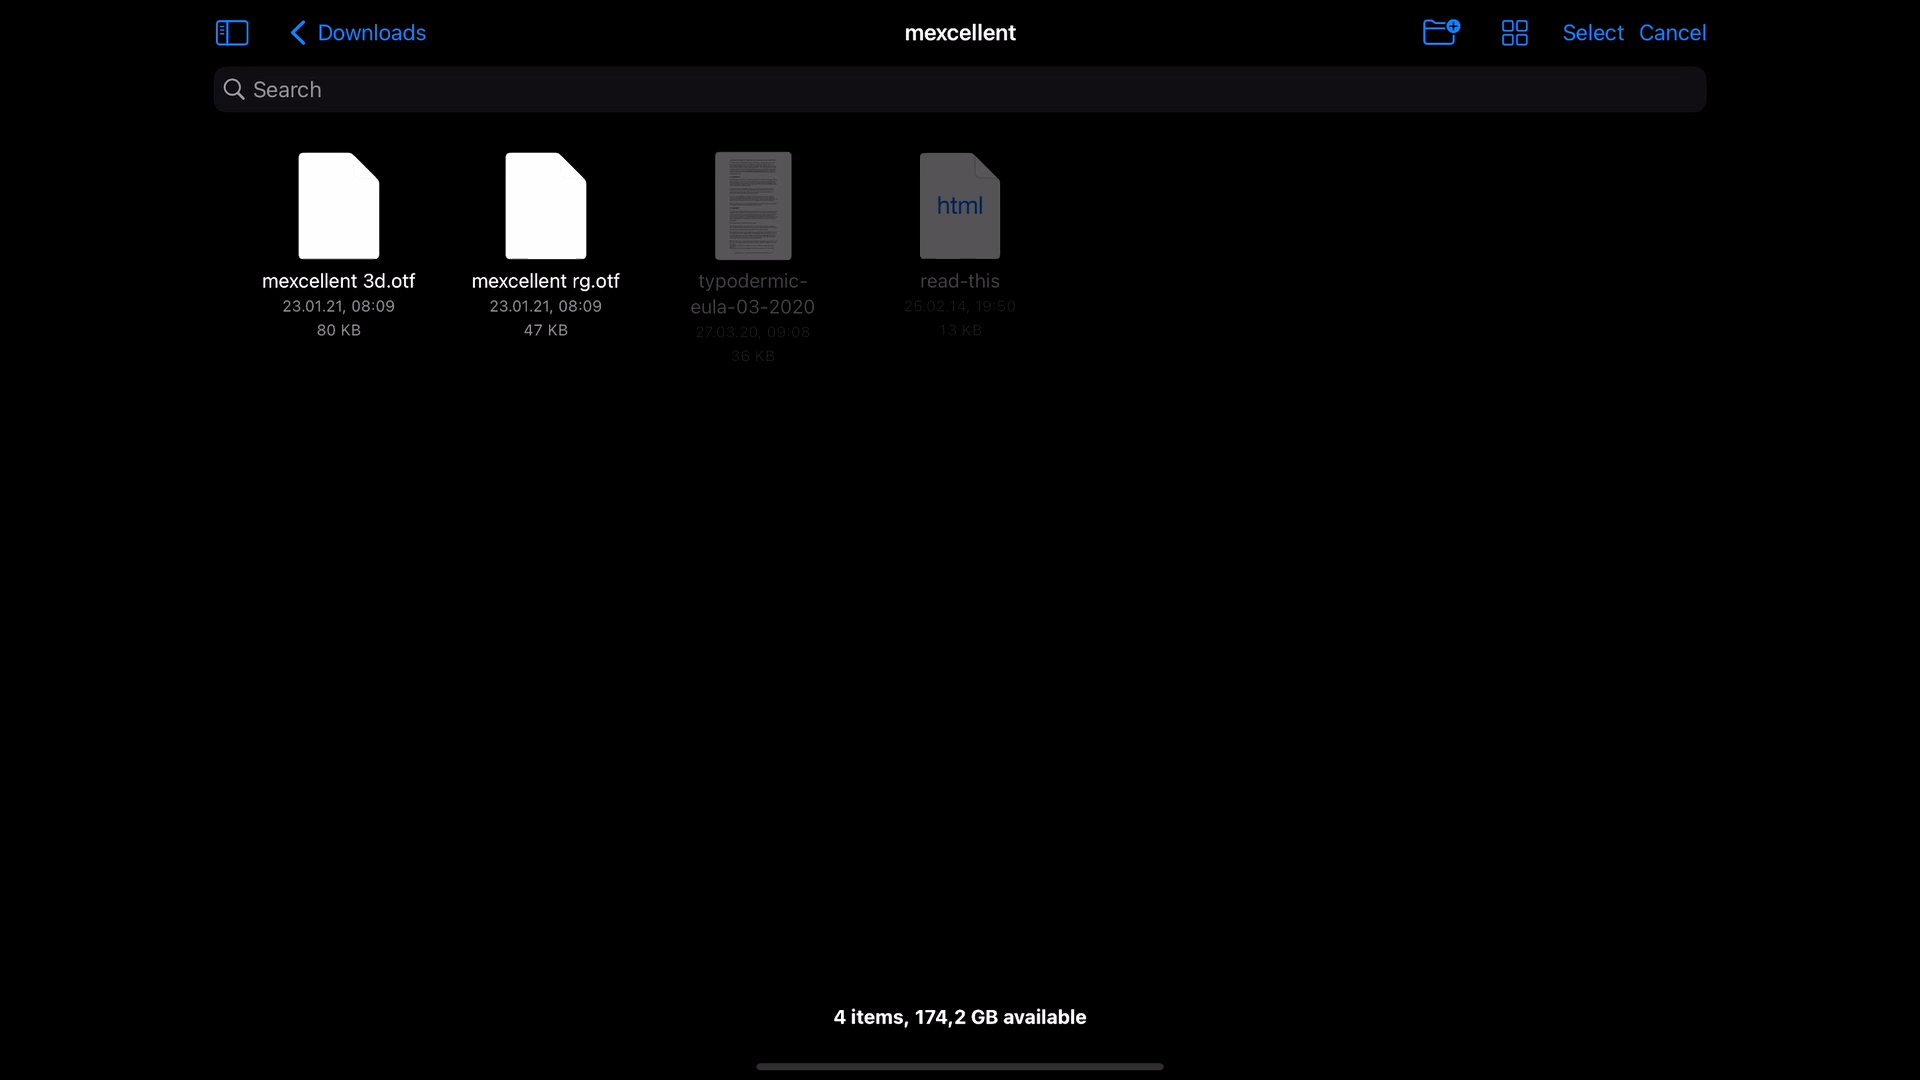 Downloads
mexcellent
Select
Cancel
Search
html
mexcellent 3d.otf
23.01.21, 08:09
80 KB
mexcellent rg.otf
23.01.21, 08:09
47 KB
typodermic-
eula-03-2020
27.03.20, 09:08
36 KB
read-this
25.02.14, 19:50
13 KB
4 items, 174,2 GB available